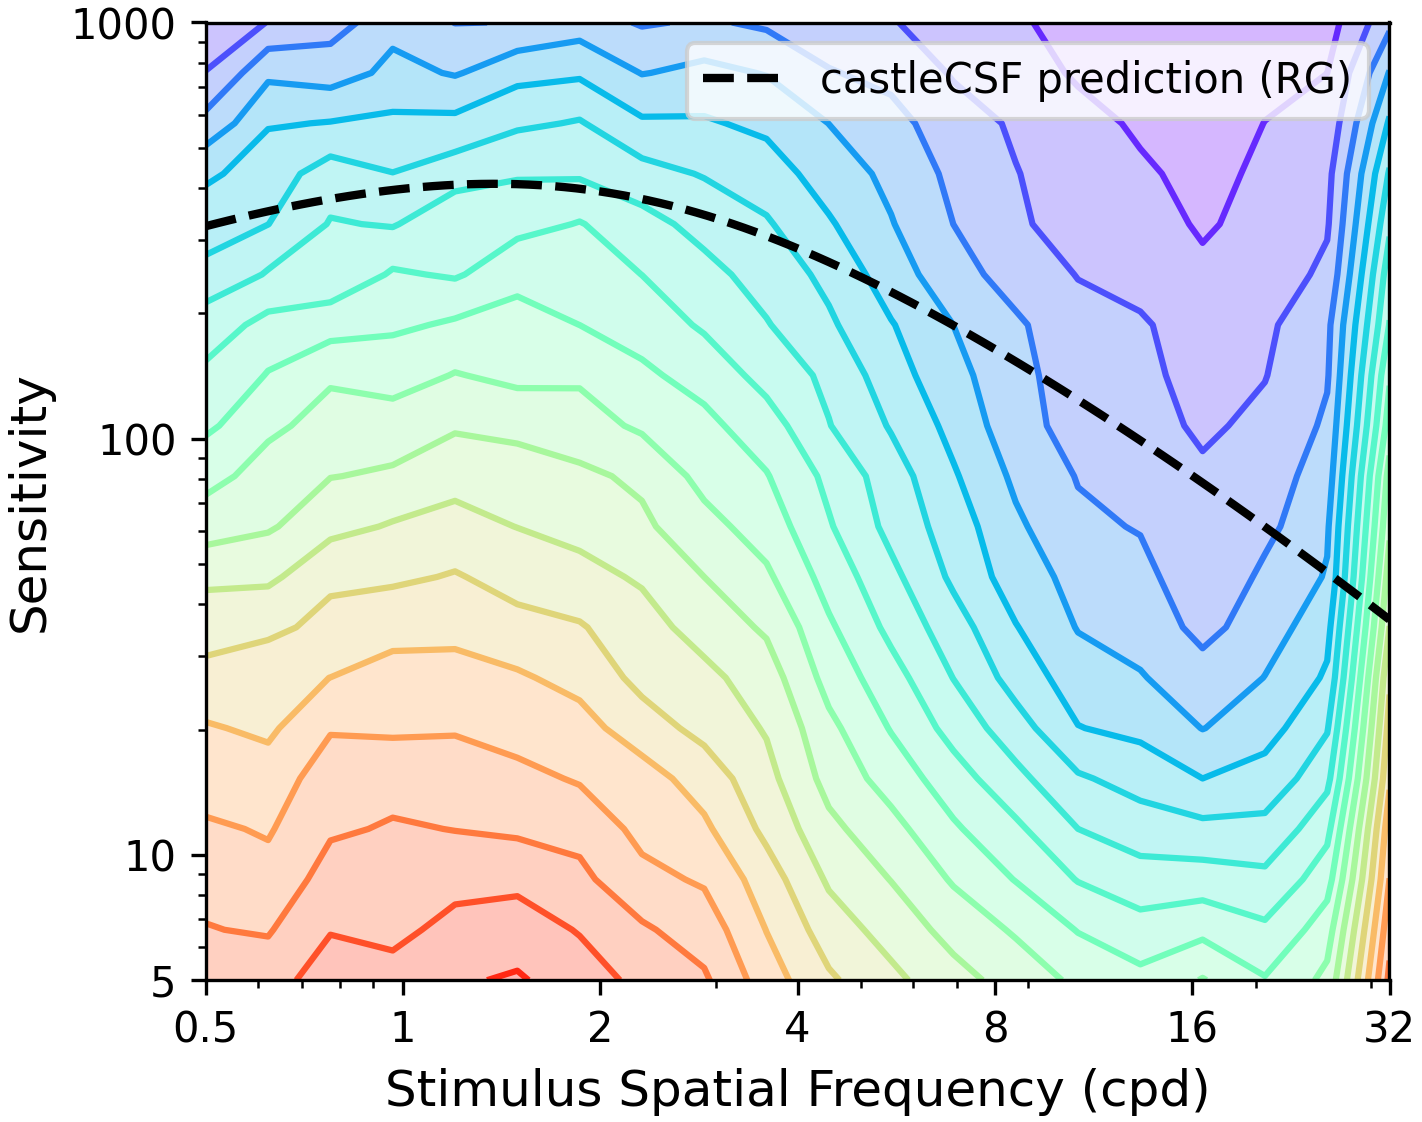 1000
castleCSF prediction (RG)
100
10
5
Sensitivity
0.5 1 2 4 8 16 32
Stimulus Spatial Frequency (cpd)